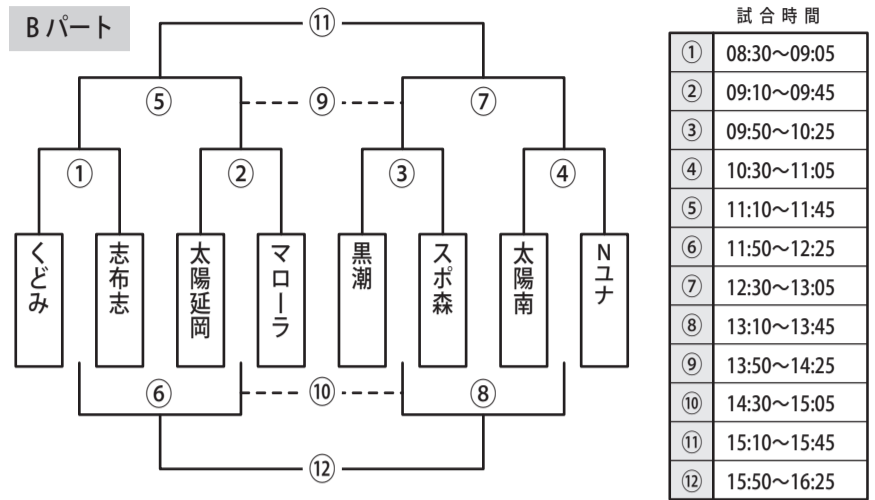 Bパート
⑪
⑤
⑨
⑦
①
②
③
④
くどみ
志布志
太陽延岡
マローラ
黒潮
スポ森
太陽南
Nユナ
⑥
⑩
⑧
⑫
試合時間
① 08:30～09:05
② 09:10～09:45
③ 09:50～10:25
④ 10:30～11:05
⑤ 11:10～11:45
⑥ 11:50～12:25
⑦ 12:30～13:05
⑧ 13:10～13:45
⑨ 13:50～14:25
⑩ 14:30～15:05
⑪ 15:10～15:45
⑫ 15:50～16:25